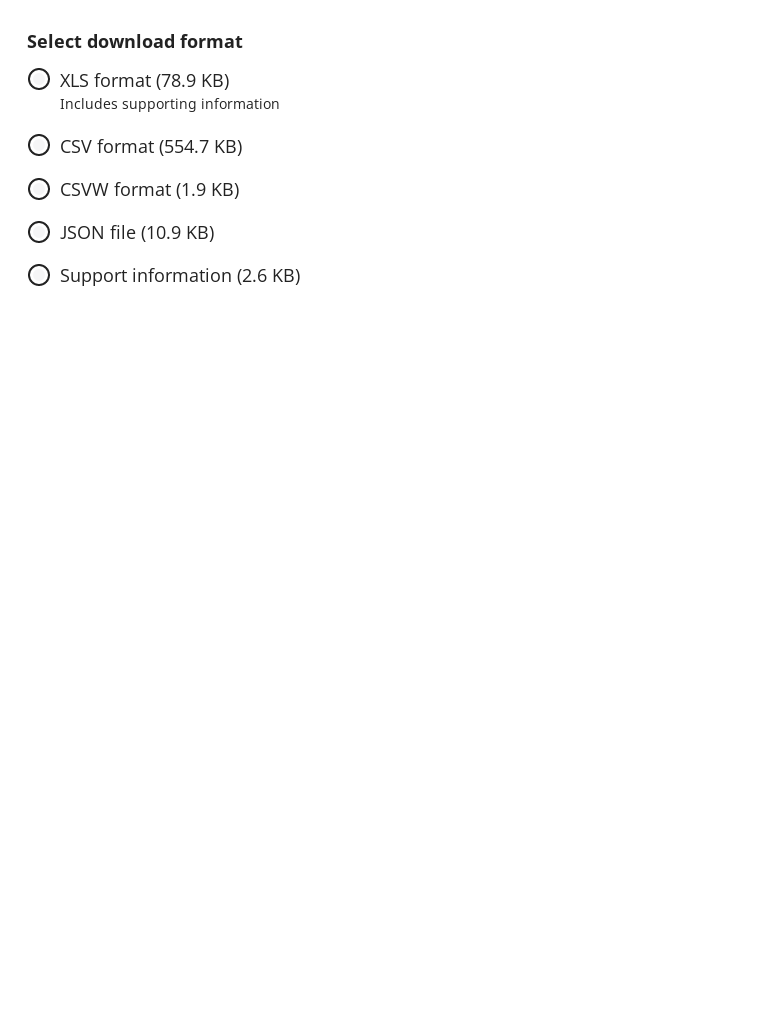 Select download format
XLS format (78.9 KB)
Includes supporting information
CSV format (554.7 KB)
CSVW format (1.9 KB)
JSON file (10.9 KB)
Support information (2.6 KB)